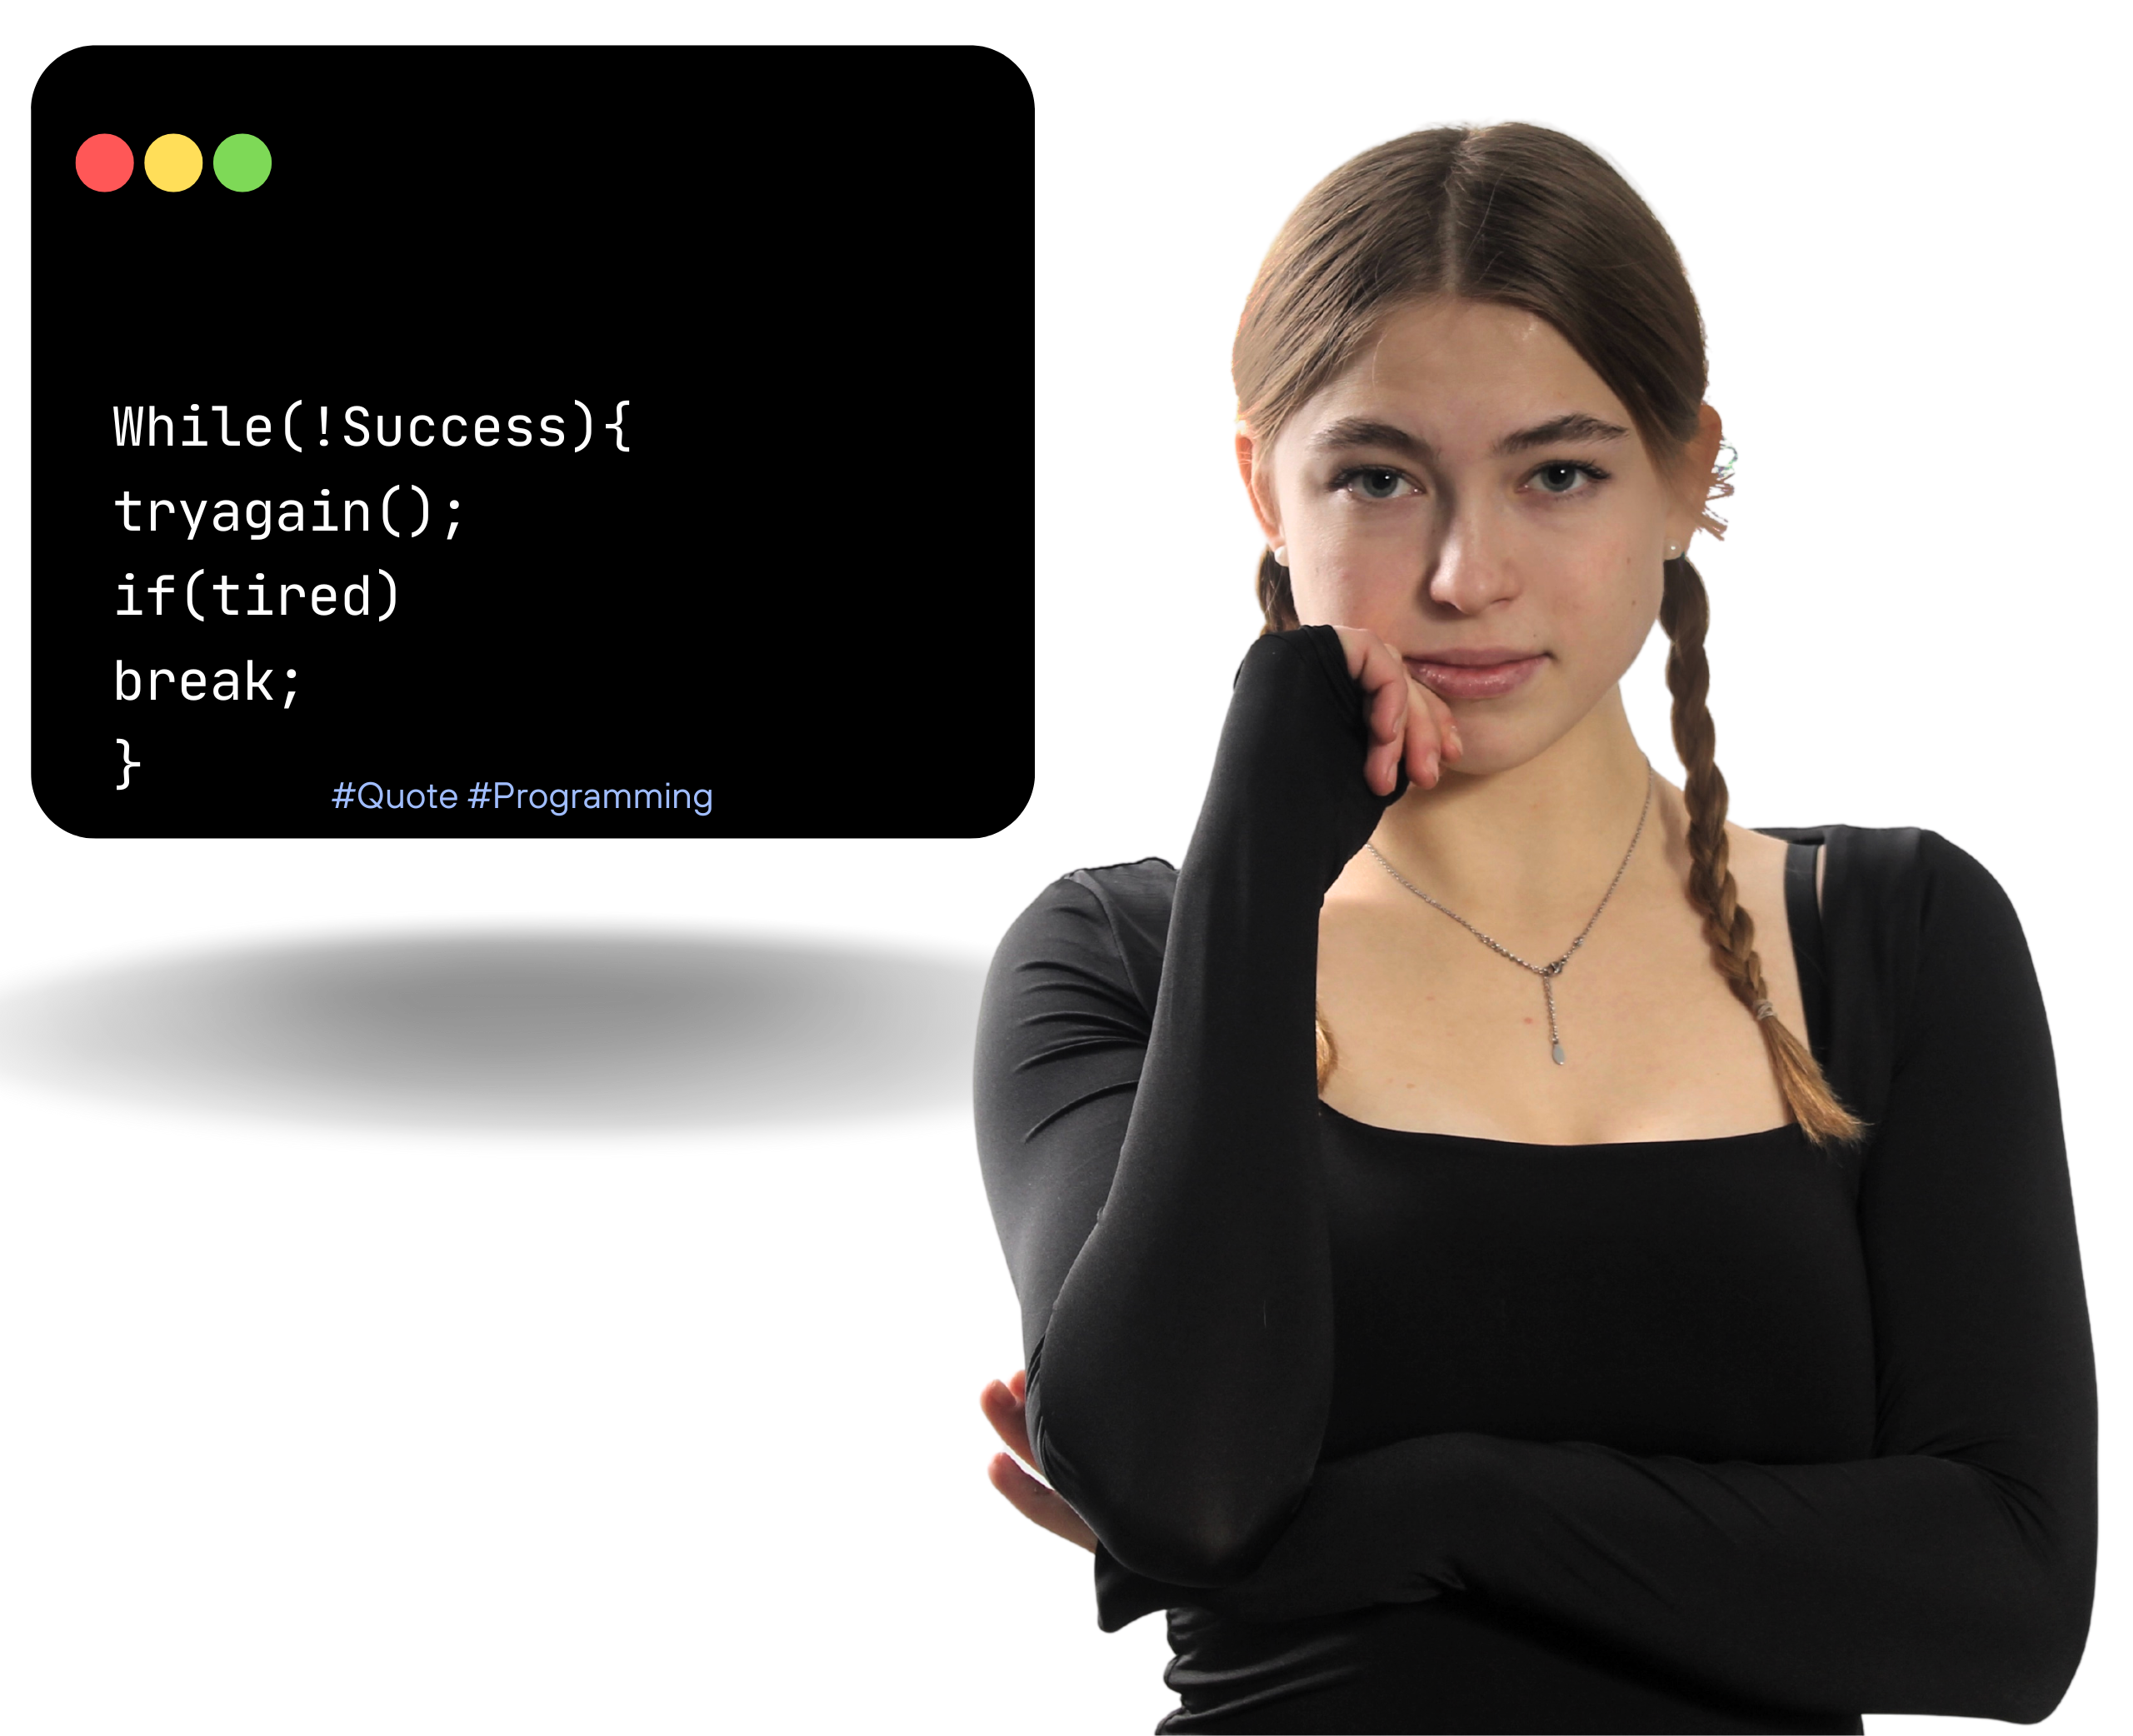 While(!Success){
tryagain();
if(tired)
break;
}
#Quote #Programming